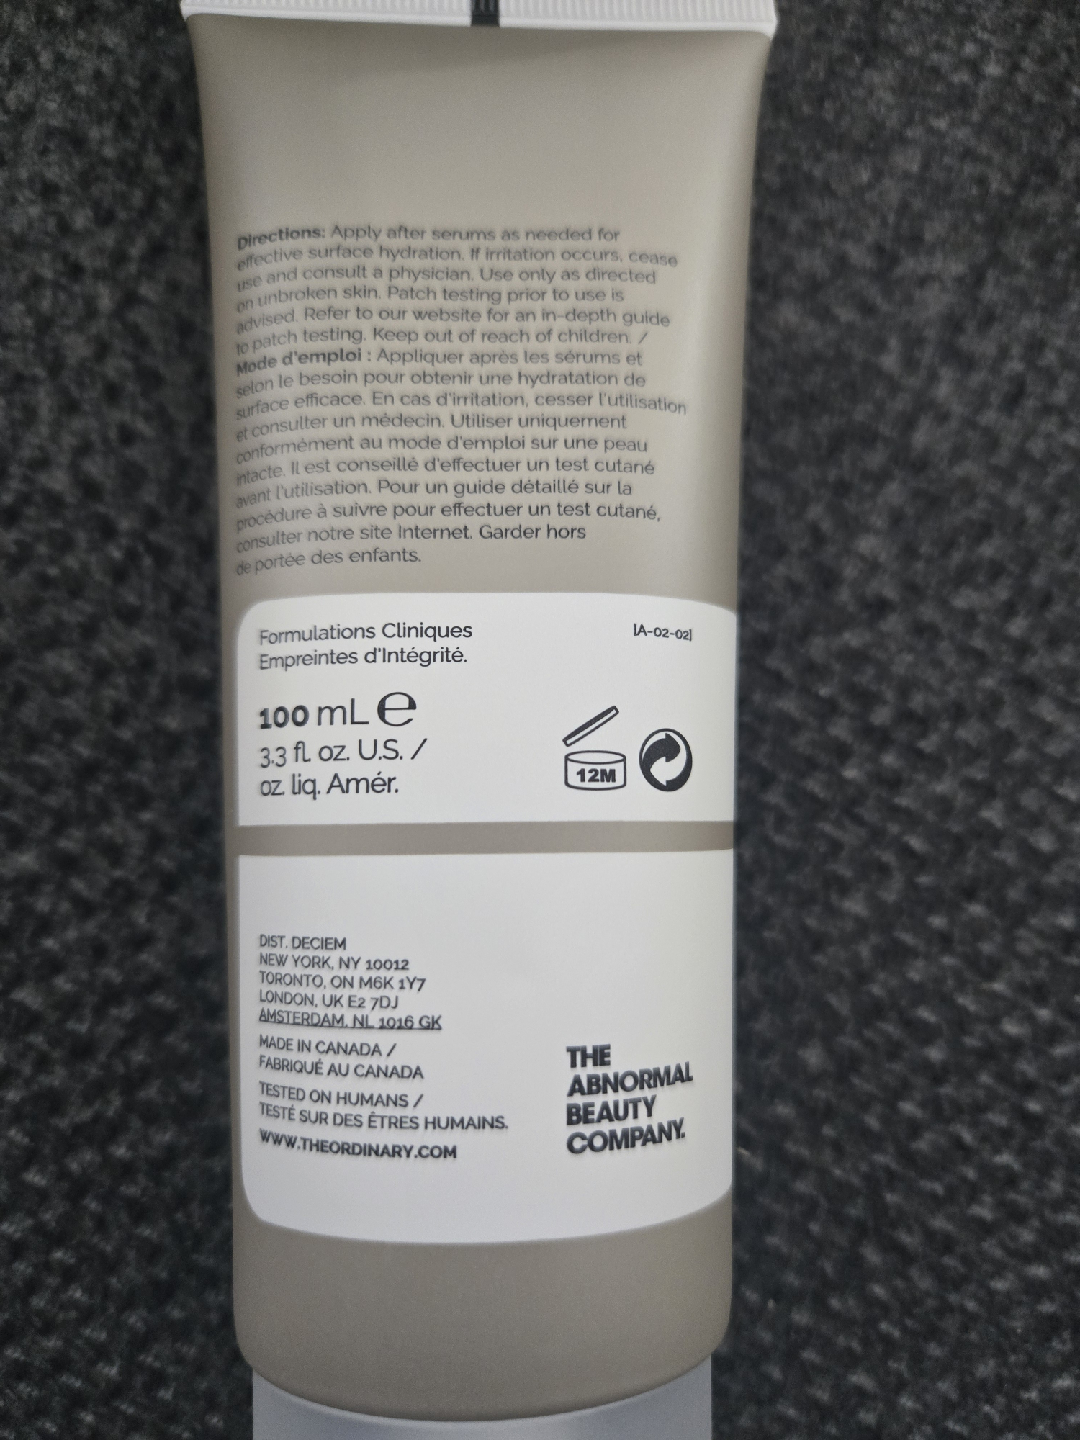 Directions: Apply after serums as needed for
effective surface hydration. If irritation occurs, cease
use and consult a physician. Use only as directed
on unbroken skin. Patch testing prior to use is
advised. Refer to our website for an in-depth guide
to patch testing. Keep out of reach of children. /
Mode d'emploi : Appliquer après les sérums et
selon le besoin pour obtenir une hydratation de
surface efficace. En cas d'irritation, cesser l'utilisation
et consulter un médecin. Utiliser uniquement
conformément au mode d'emploi sur une peau
intacte. Il est conseillé d'effectuer un test cutané
avant l'utilisation. Pour un guide détaillé sur la
procédure à suivre pour effectuer un test cutané,
consulter notre site Internet. Garder hors
de portée des enfants.
Formulations Cliniques
Empreintes d'Intégrité.
[A-02-02]
100 mL e
3.3 fl. oz. U.S. /
oz. liq. Amér.
12M
DIST. DECIEM
NEW YORK, NY 10012
TORONTO, ON M6K 1Y7
LONDON, UK E2 7DJ
AMSTERDAM, NL 1016 GK
MADE IN CANADA /
FABRIQUÉ AU CANADA
TESTED ON HUMANS /
TESTÉ SUR DES ÊTRES HUMAINS.
WWW.THEORDINARY.COM
THE
ABNORMAL
BEAUTY
COMPANY.